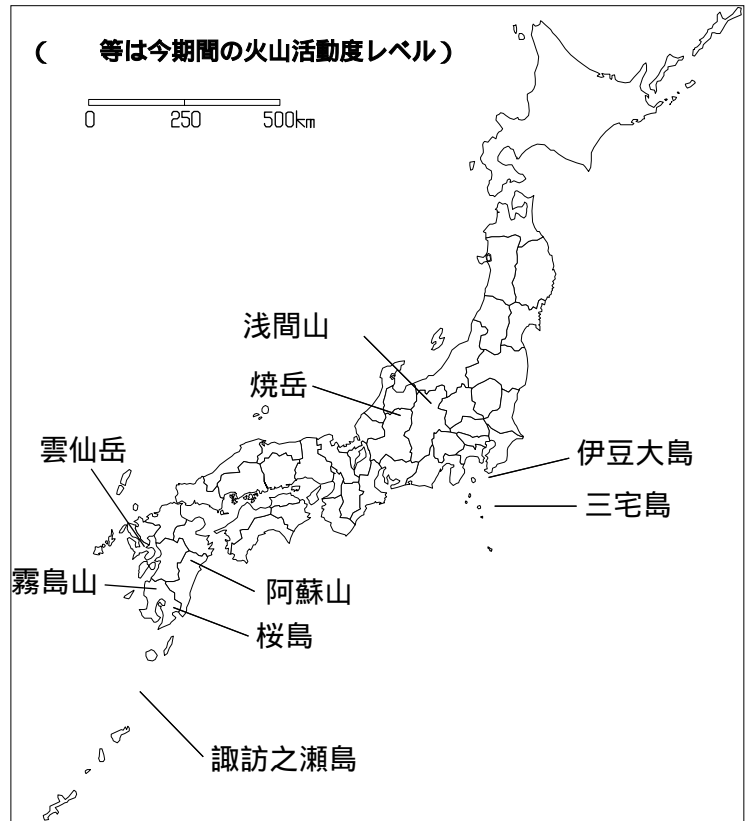 （　　等は今期間の火山活動度レベル）
0 250 500km
浅間山
焼岳
雲仙岳
伊豆大島
三宅島
霧島山
阿蘇山
桜島
諏訪之瀬島